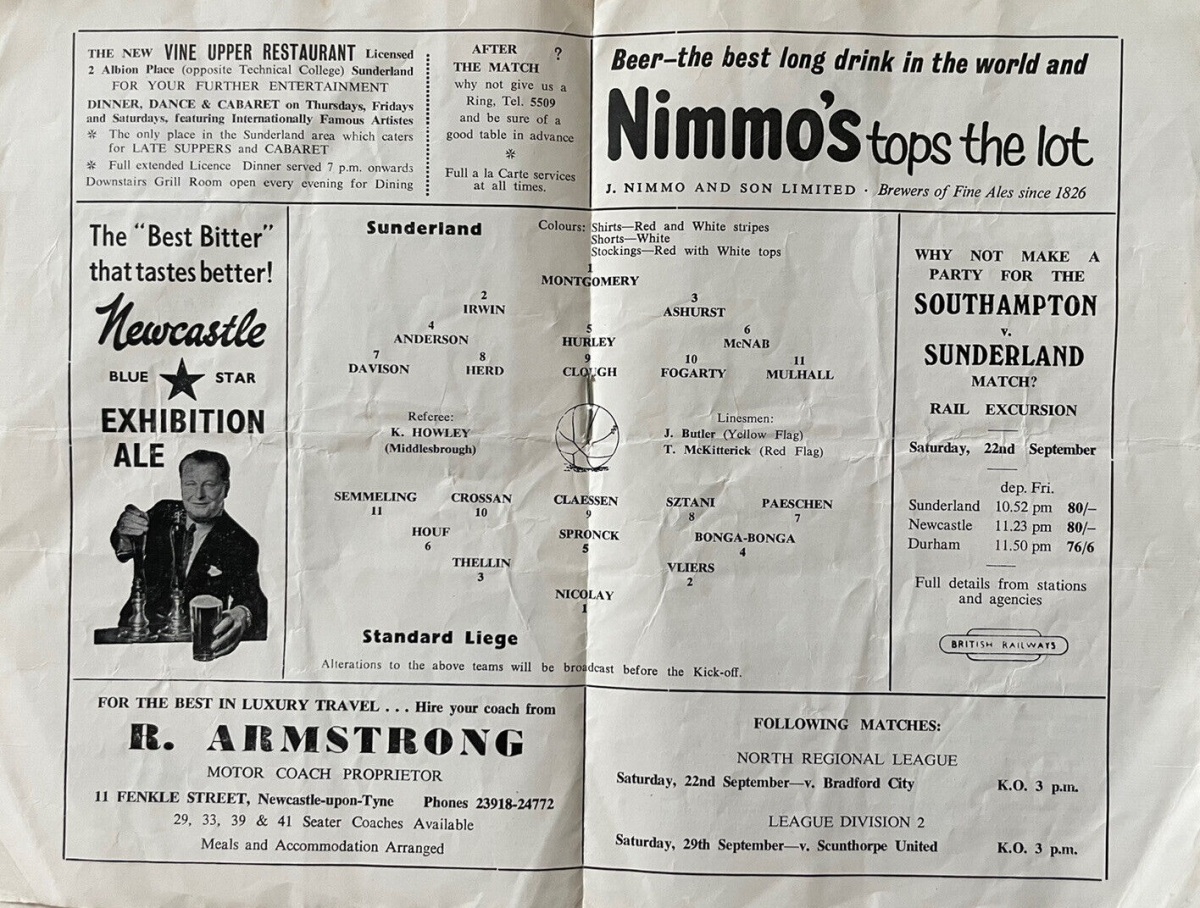 THE NEW VINE UPPER RESTAURANT Licensed
2 Albion Place (opposite Technical College) Sunderland
FOR YOUR FURTHER ENTERTAINMENT
DINNER, DANCE & CABARET on Thursdays, Fridays
and Saturdays, featuring Internationally Famous Artistes
* The only place in the Sunderland area which caters
for LATE SUPPERS and CABARET
* Full extended Licence Dinner served 7 p.m. onwards
Downstairs Grill Room open every evening for Dining
AFTER ?
THE MATCH
why not give us a
Ring, Tel. 5509
and be sure of a
good table in advance
*
Full a la Carte services
at all times.
Beer—the best long drink in the world and
Nimmo's tops the lot
J. NIMMO AND SON LIMITED · Brewers of Fine Ales since 1826
The "Best Bitter"
that tastes better!
Newcastle
BLUE STAR
EXHIBITION
ALE
Sunderland
Colours: Shirts—Red and White stripes
Shorts—White
Stockings—Red with White tops
1
MONTGOMERY
2 3
IRWIN ASHURST
4 5 6
ANDERSON HURLEY McNAB
7 8 9 10 11
DAVISON HERD CLOUGH FOGARTY MULHALL
Referee:
K. HOWLEY
(Middlesbrough)
Linesmen:
J. Butler (Yellow Flag)
T. McKitterick (Red Flag)
SEMMELING CROSSAN CLAESSEN SZTANI PAESCHEN
11 10 9 8 7
HOUF SPRONCK BONGA-BONGA
6 5 4
THELLIN VLIERS
3 2
NICOLAY
1
Standard Liege
Alterations to the above teams will be broadcast before the Kick-off.
WHY NOT MAKE A
PARTY FOR THE
SOUTHAMPTON
v.
SUNDERLAND
MATCH?
RAIL EXCURSION
Saturday, 22nd September
dep. Fri.
Sunderland 10.52 pm 80/–
Newcastle 11.23 pm 80/–
Durham 11.50 pm 76/6
Full details from stations
and agencies
BRITISH RAILWAYS
FOR THE BEST IN LUXURY TRAVEL . . . Hire your coach from
R. ARMSTRONG
MOTOR COACH PROPRIETOR
11 FENKLE STREET, Newcastle-upon-Tyne Phones 23918-24772
29, 33, 39 & 41 Seater Coaches Available
Meals and Accommodation Arranged
FOLLOWING MATCHES:
NORTH REGIONAL LEAGUE
Saturday, 22nd September—v. Bradford City K.O. 3 p.m.
LEAGUE DIVISION 2
Saturday, 29th September—v. Scunthorpe United K.O. 3 p.m.